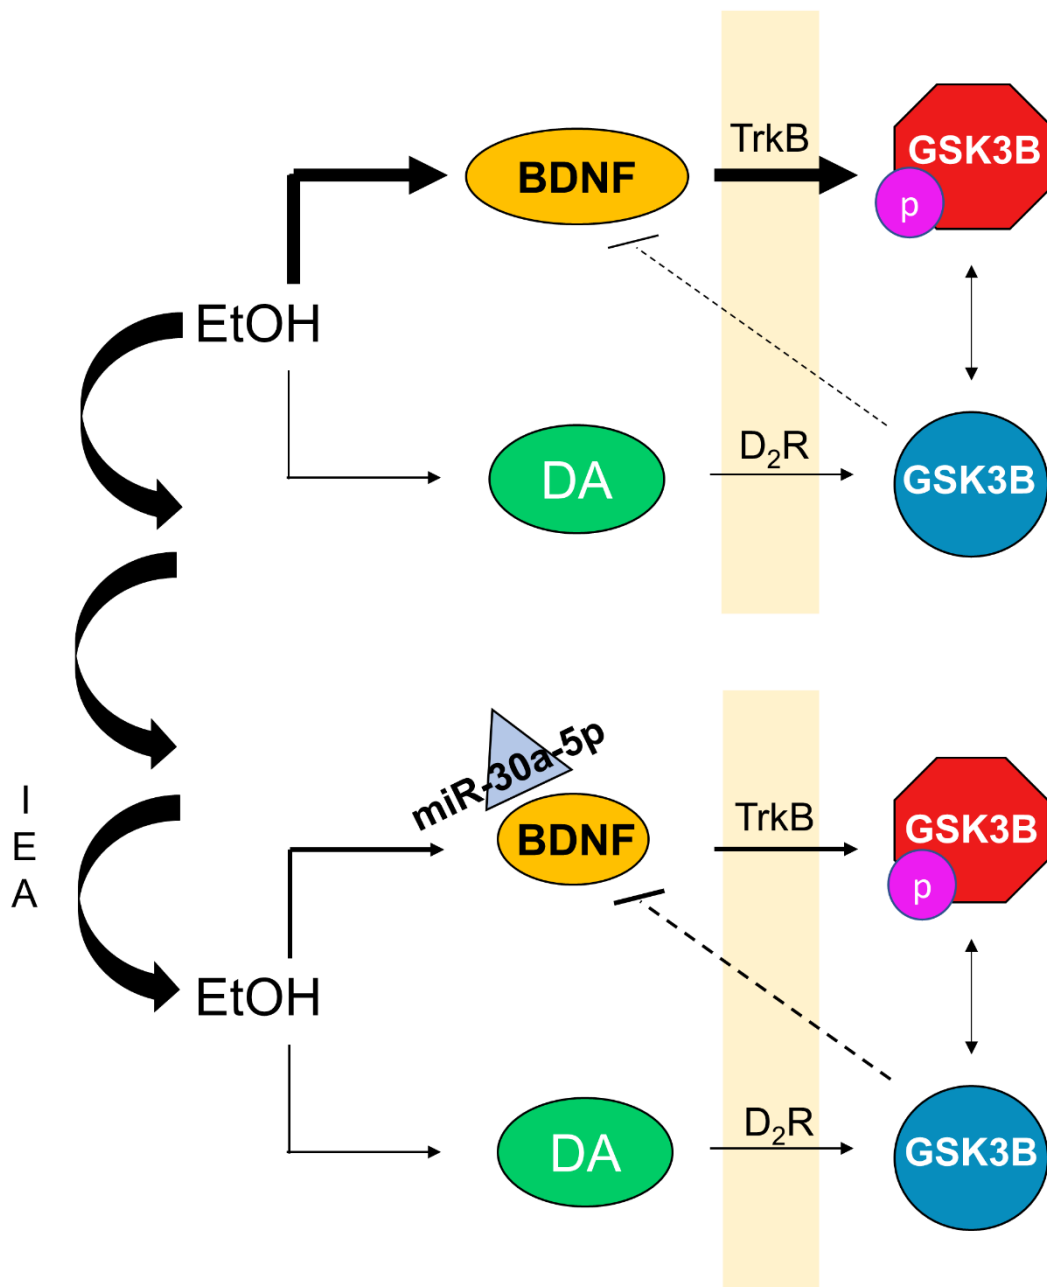 TrkB
GSK3B
BDNF
p
EtOH
D₂R
DA
GSK3B
miR-30a-5p
I
E
A
TrkB
GSK3B
BDNF
p
EtOH
D₂R
DA
GSK3B